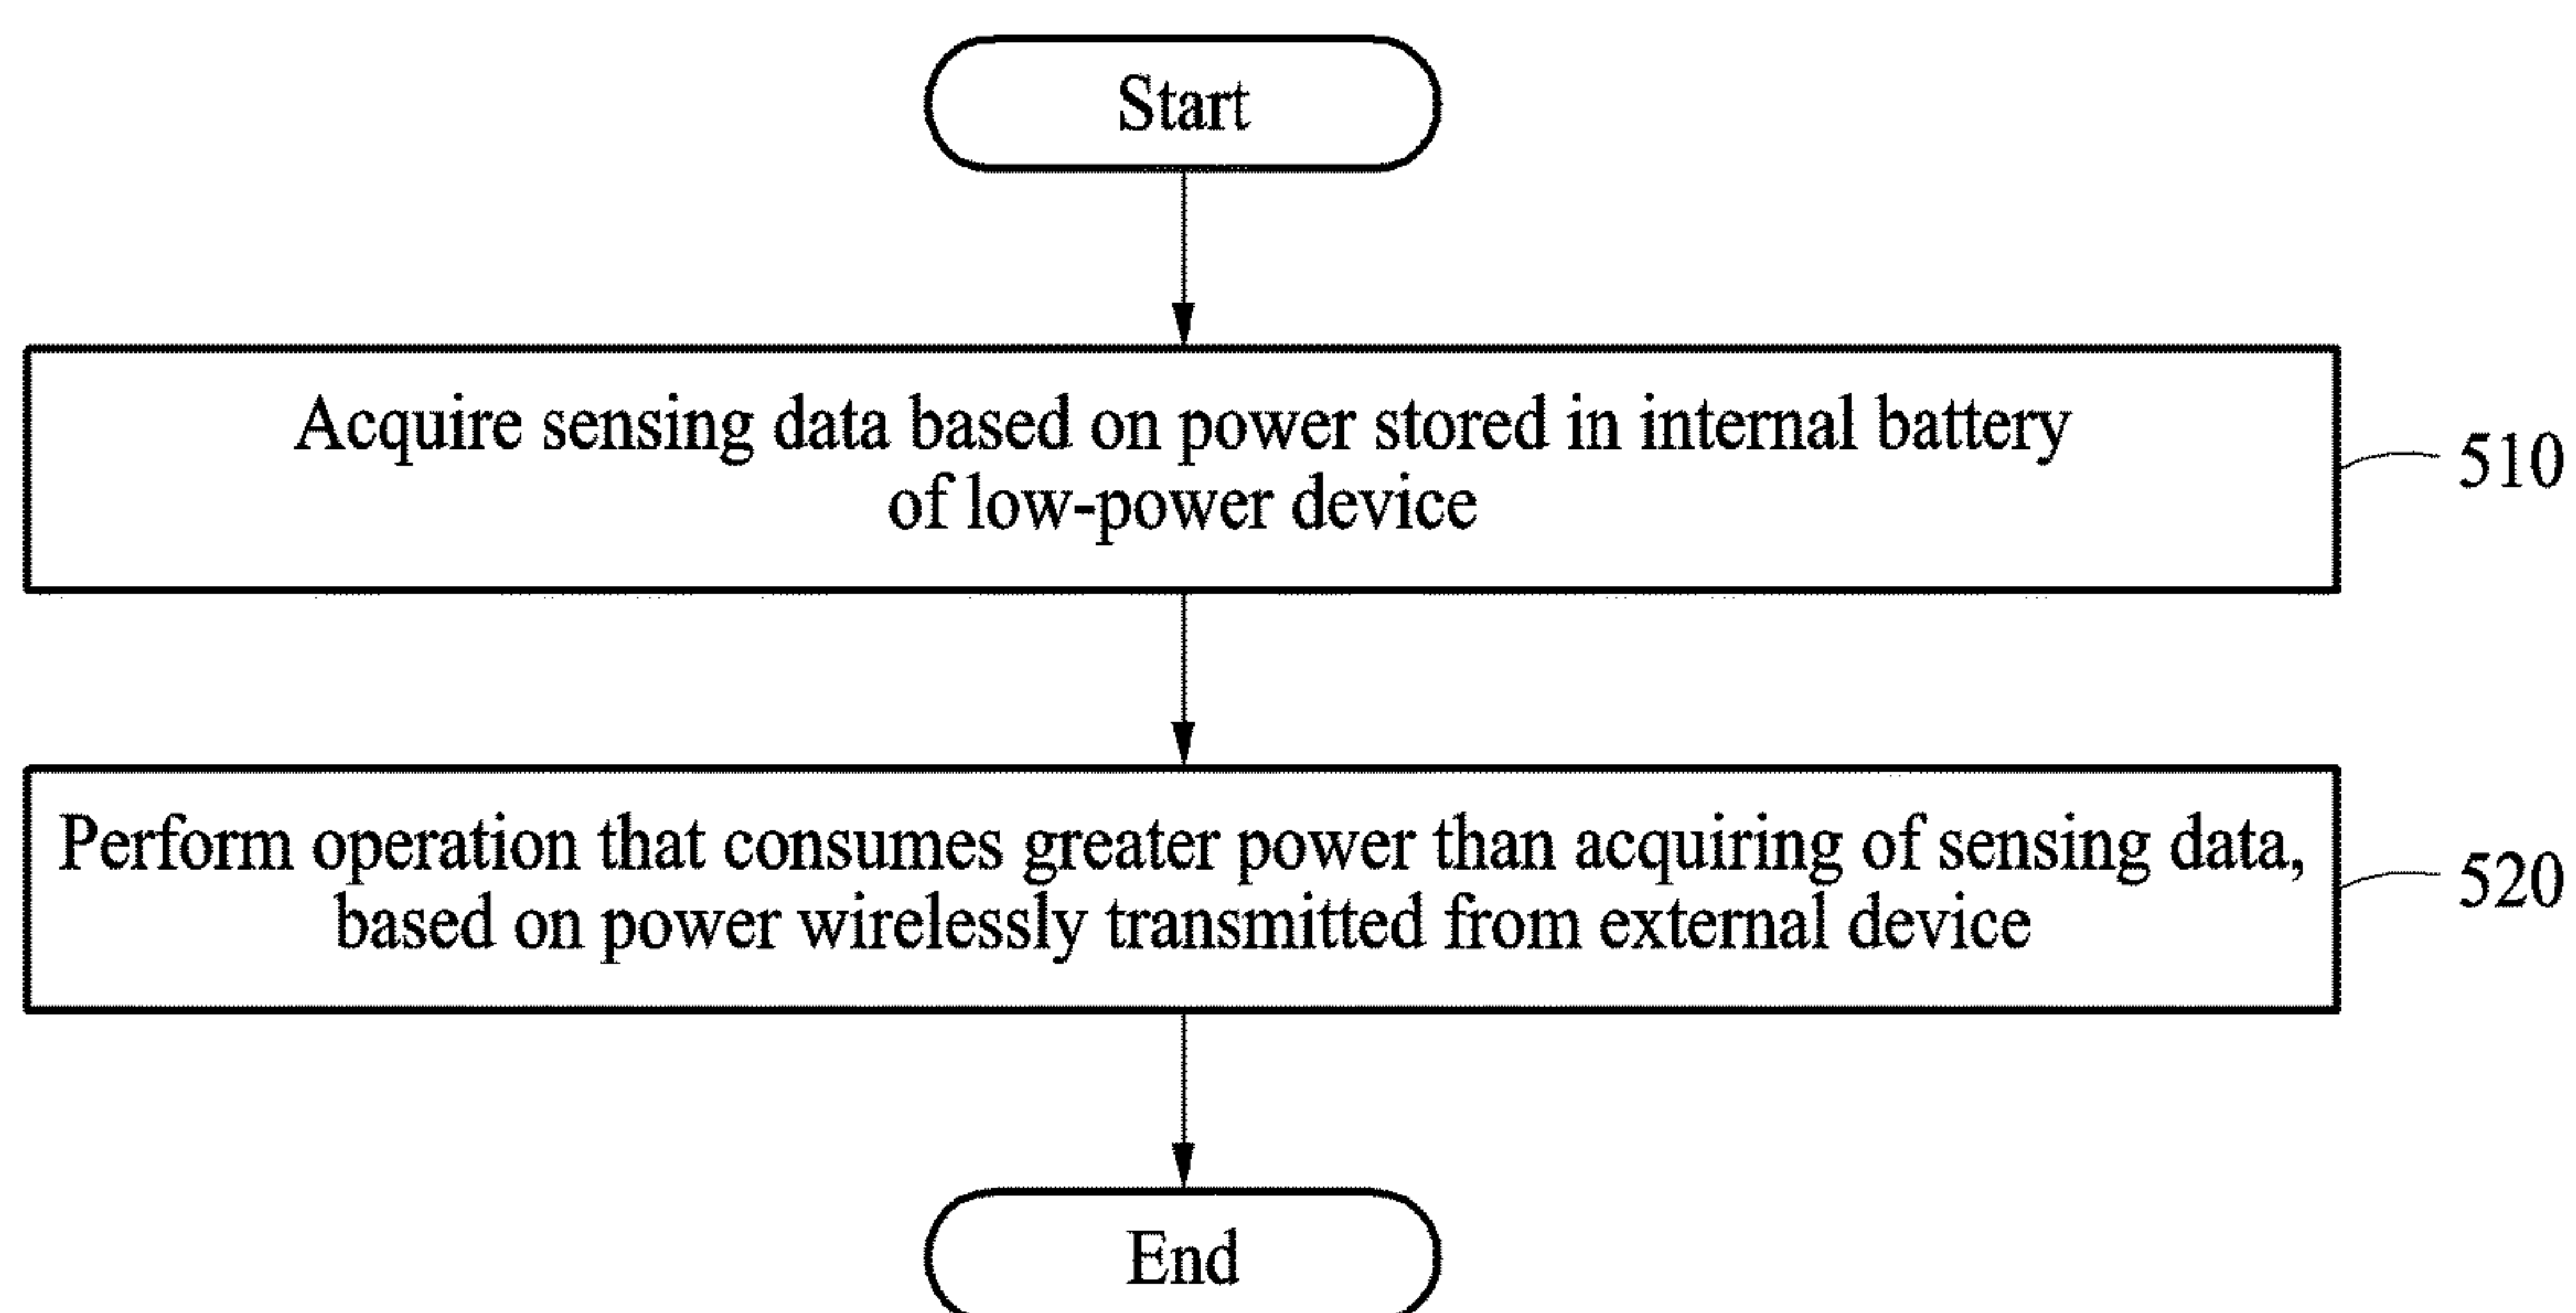 Start
Acquire sensing data based on power stored in internal battery
of low-power device
510
Perform operation that consumes greater power than acquiring of sensing data,
based on power wirelessly transmitted from external device
520
End